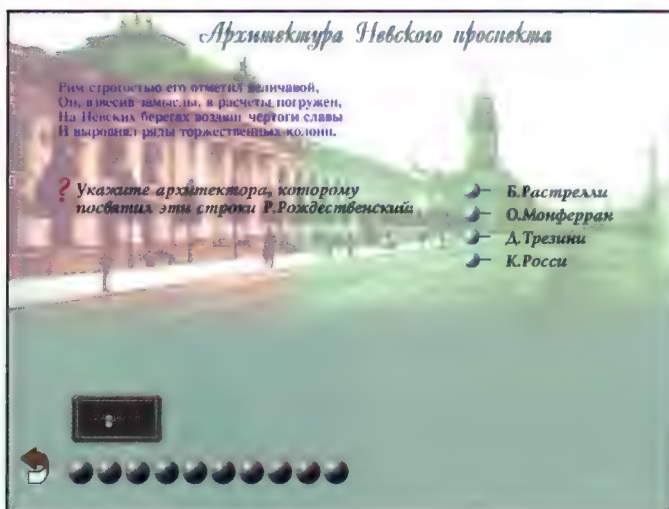 Архитектура Невского проспекта
Рим строгостью его отметил величавой,
Он, взвесив замыслы, в расчеты погружен,
На Невских берегах воздвиг чертоги славы
И выровнял ряды торжественных колонн.
? Укажите архитектора, которому
посвятил эти строки Р.Рождественский:
Б.Растрелли
О.Монферран
Д.Трезини
К.Росси